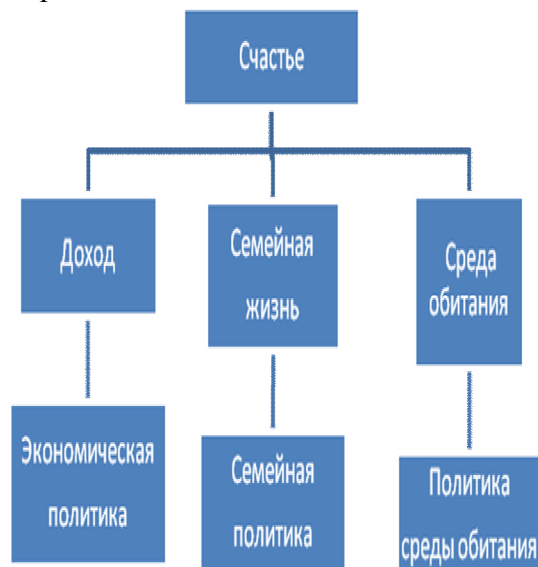 Счастье
Доход
Семейная
жизнь
Среда
обитания
Экономическая
политика
Семейная
политика
Политика
среды обитания